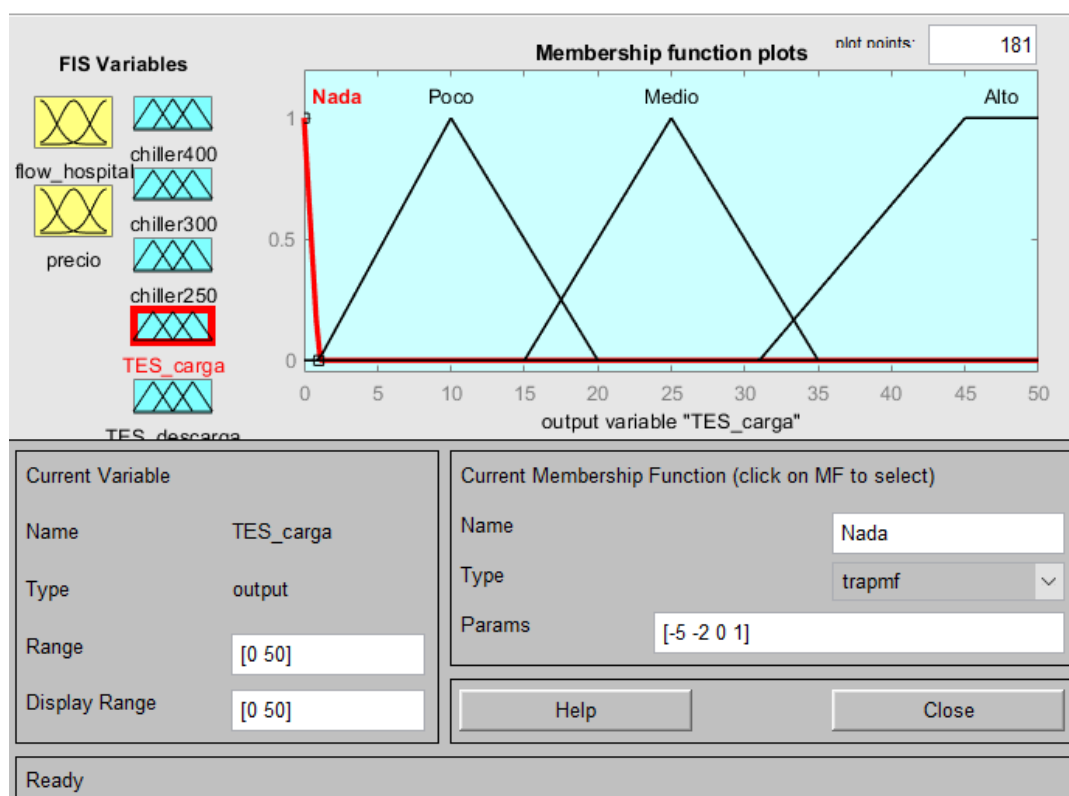 FIS Variables
Membership function plots
plot points:
181
flow_hospital
precio
chiller400
chiller300
chiller250
TES_carga
TES_descarga
Nada
Poco
Medio
Alto
1
0.5
0
0 5 10 15 20 25 30 35 40 45 50
output variable "TES_carga"
Current Variable
Name TES_carga
Type output
Range [0 50]
Display Range [0 50]
Current Membership Function (click on MF to select)
Name Nada
Type trapmf
Params [-5 -2 0 1]
Help Close
Ready